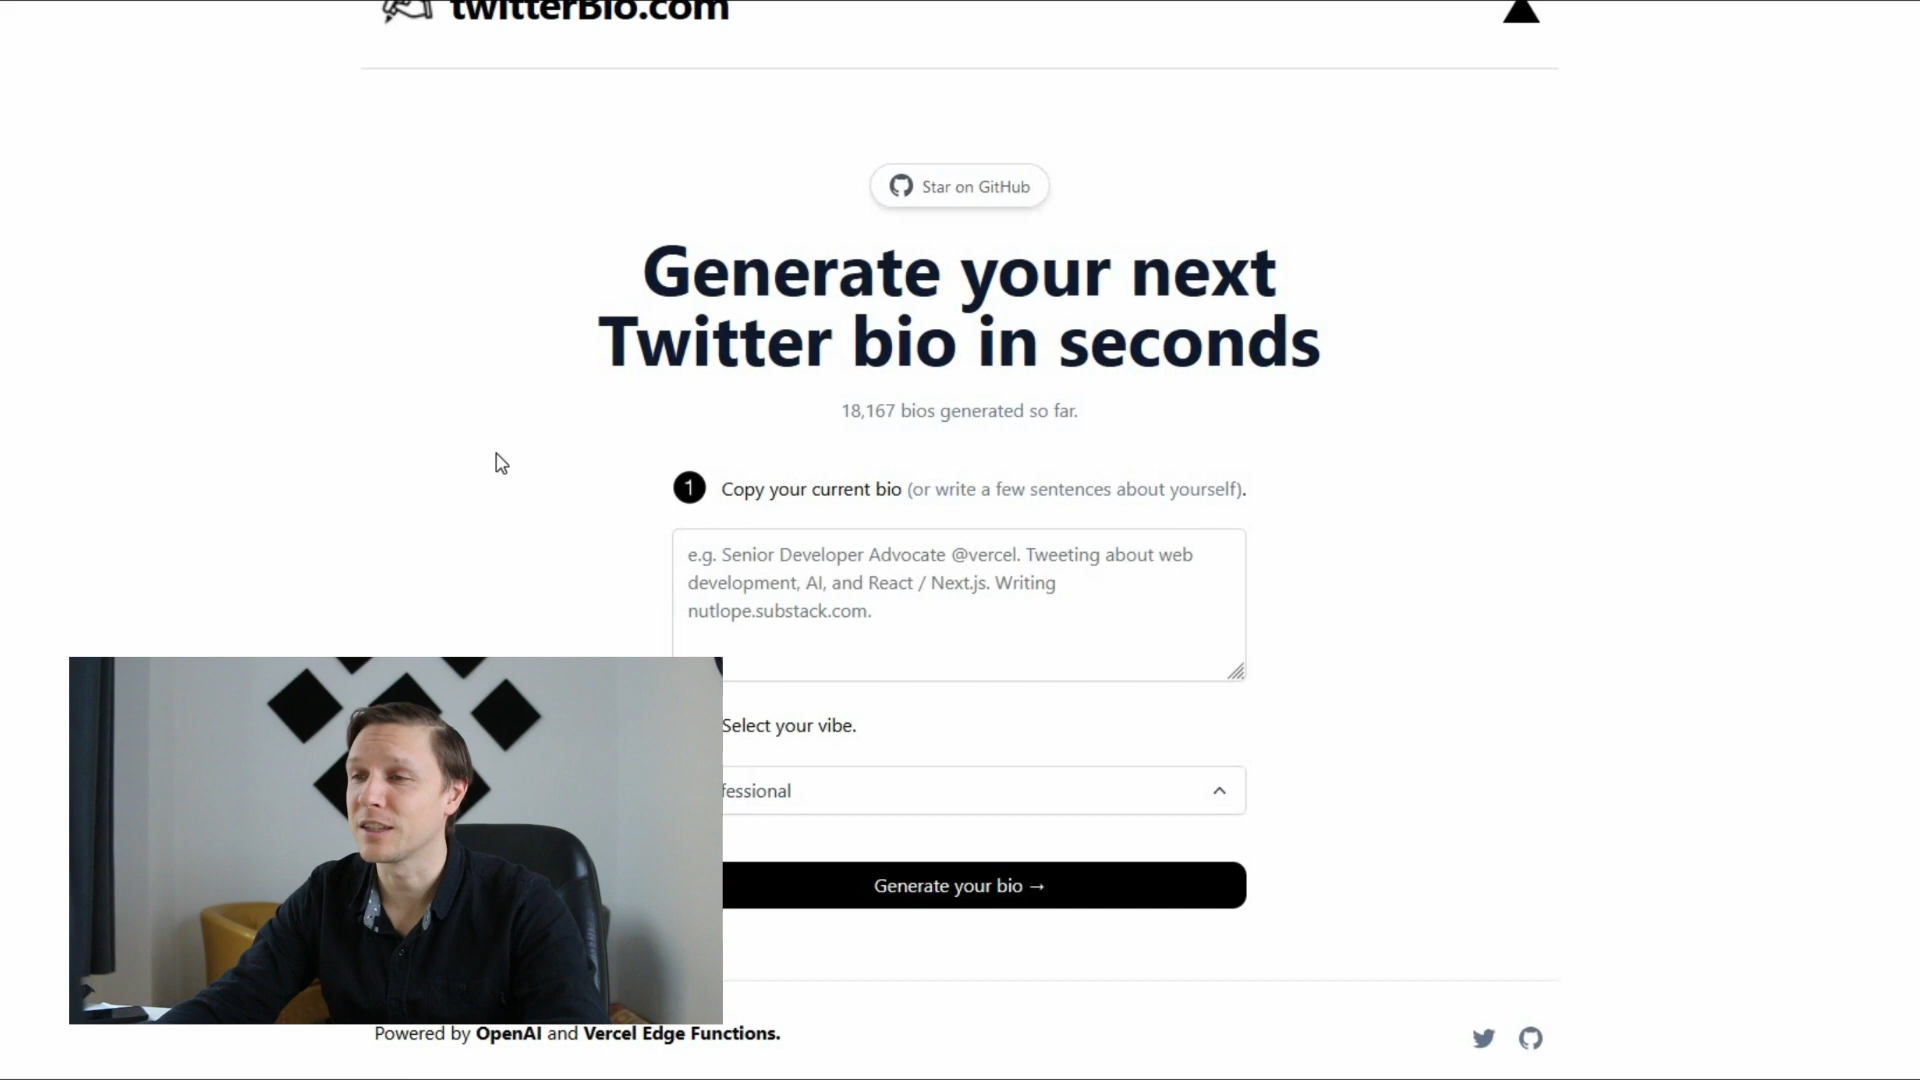 twitterBio.com
Star on GitHub
Generate your next
Twitter bio in seconds
18,167 bios generated so far.
1 Copy your current bio (or write a few sentences about yourself).
e.g. Senior Developer Advocate @vercel. Tweeting about web
development, AI, and React / Next.js. Writing
nutlope.substack.com.
Select your vibe.
fessional
Generate your bio →
Powered by OpenAI and Vercel Edge Functions.